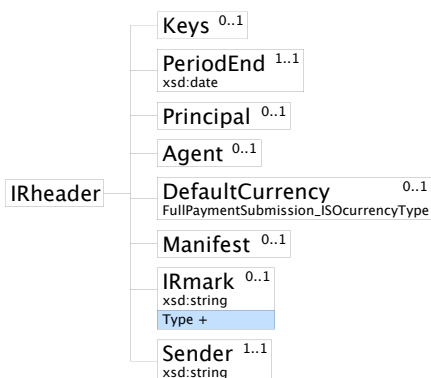 Keys 0..1
PeriodEnd 1..1
xsd:date
Principal 0..1
Agent 0..1
IRheader
DefaultCurrency 0..1
FullPaymentSubmission_ISOcurrencyType
Manifest 0..1
IRmark 0..1
xsd:string
Type +
Sender 1..1
xsd:string